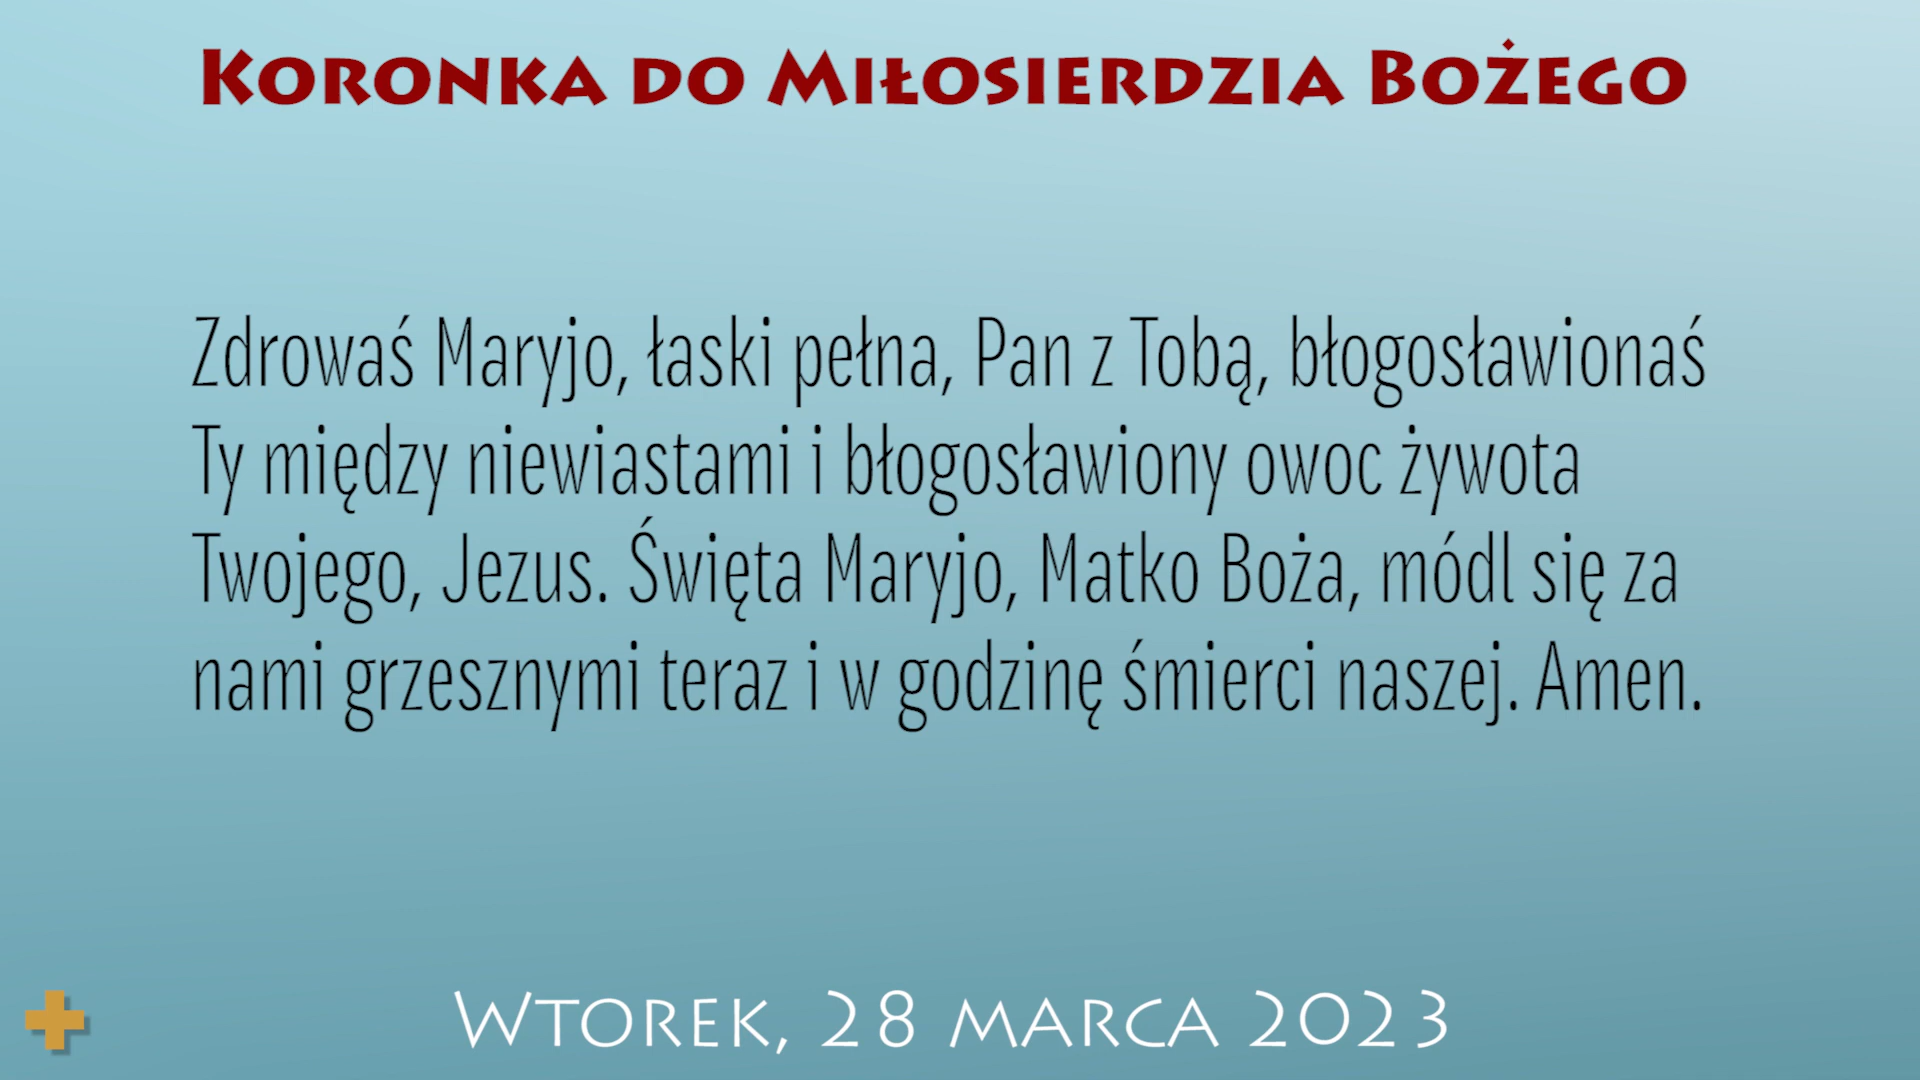 Koronka do Miłosierdzia Bożego
Zdrowaś Maryjo, łaski pełna, Pan z Tobą, błogosławionaś
Ty między niewiastami i błogosławiony owoc żywota
Twojego, Jezus. Święta Maryjo, Matko Boża, módl się za
nami grzesznymi teraz i w godzinę śmierci naszej. Amen.
Wtorek, 28 marca 2023